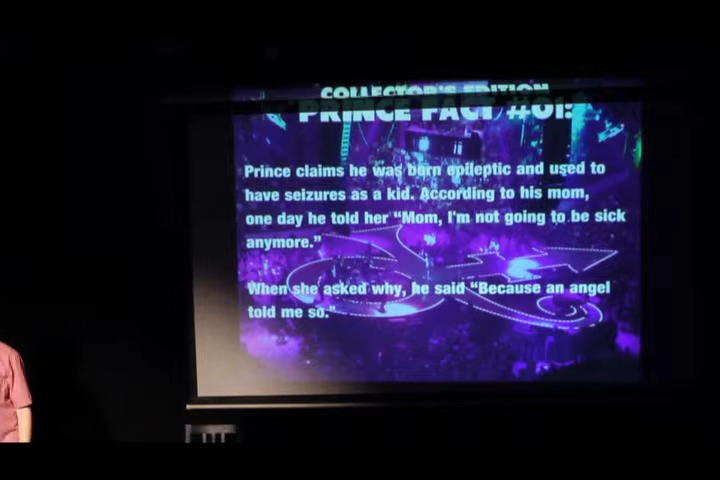 COLLECTOR'S EDITION
PRINCE FACT #01:
Prince claims he was born epileptic and used to
have seizures as a kid. According to his mom,
one day he told her “Mom, I'm not going to be sick
anymore.”
When she asked why, he said “Because an angel
told me so.”